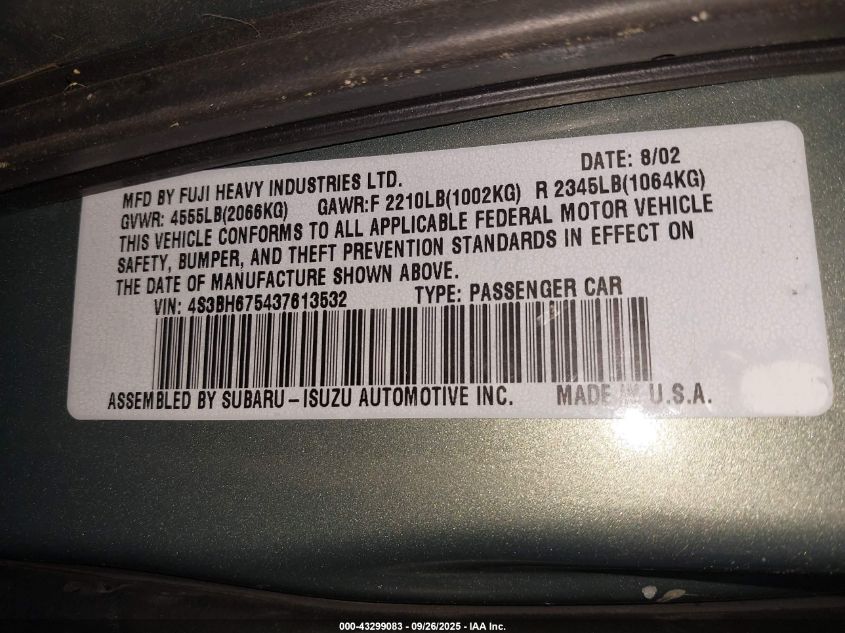 DATE: 8/02
MFD BY FUJI HEAVY INDUSTRIES LTD.
GVWR: 4555LB(2066KG) GAWR:F 2210LB(1002KG) R 2345LB(1064KG)
THIS VEHICLE CONFORMS TO ALL APPLICABLE FEDERAL MOTOR VEHICLE
SAFETY, BUMPER, AND THEFT PREVENTION STANDARDS IN EFFECT ON
THE DATE OF MANUFACTURE SHOWN ABOVE.
VIN: 4S3BH675437613532 TYPE: PASSENGER CAR
ASSEMBLED BY SUBARU-ISUZU AUTOMOTIVE INC. MADE IN U.S.A.
000-43299083 - 09/26/2025 - IAA Inc.